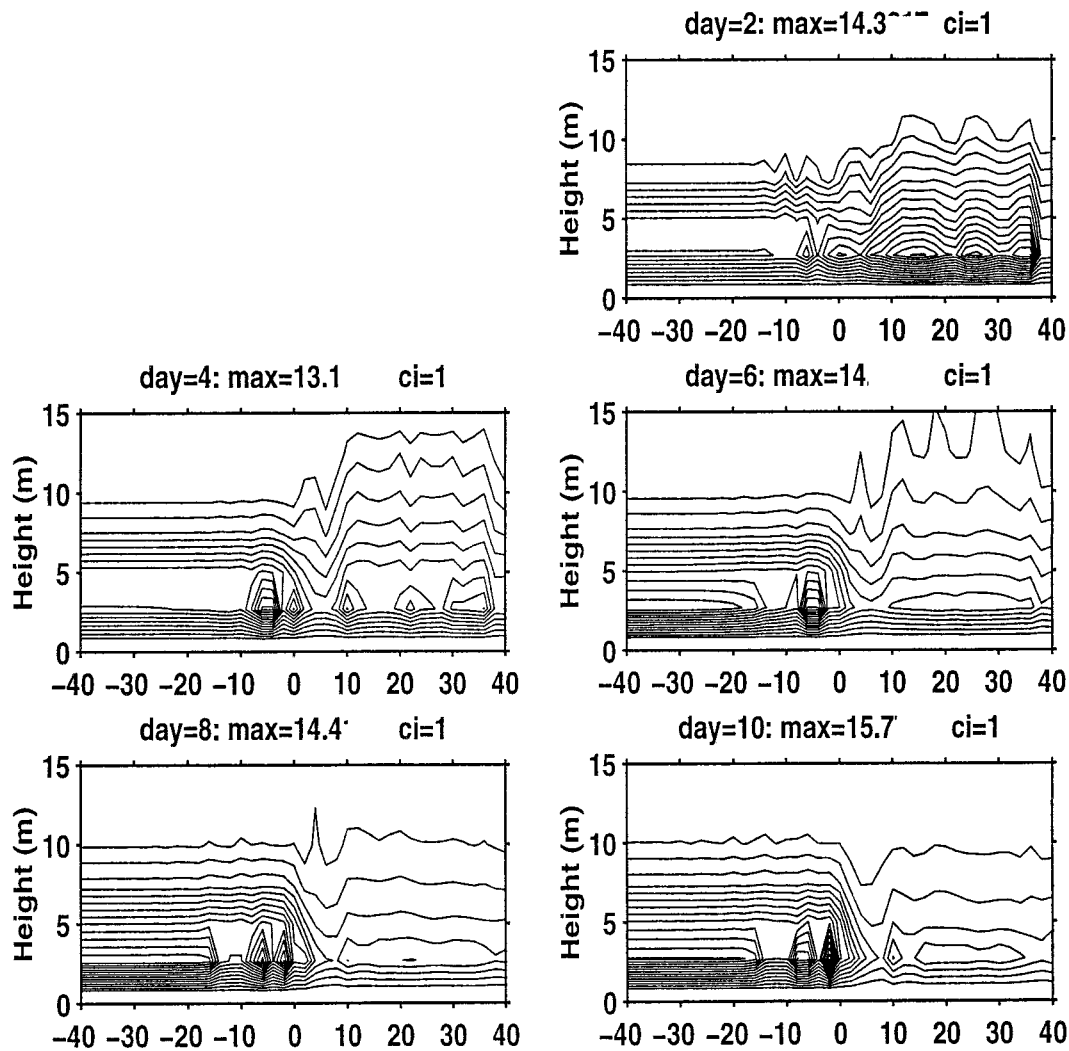 day=2: max=14.3 ci=1
15
10
5
0
Height (m)
−40 −30 −20 −10 0 10 20 30 40
day=4: max=13.1 ci=1
15
10
5
0
Height (m)
−40 −30 −20 −10 0 10 20 30 40
day=6: max=14. ci=1
15
10
5
0
Height (m)
−40 −30 −20 −10 0 10 20 30 40
day=8: max=14.4 ci=1
15
10
5
0
Height (m)
−40 −30 −20 −10 0 10 20 30 40
day=10: max=15.7 ci=1
15
10
5
0
Height (m)
−40 −30 −20 −10 0 10 20 30 40